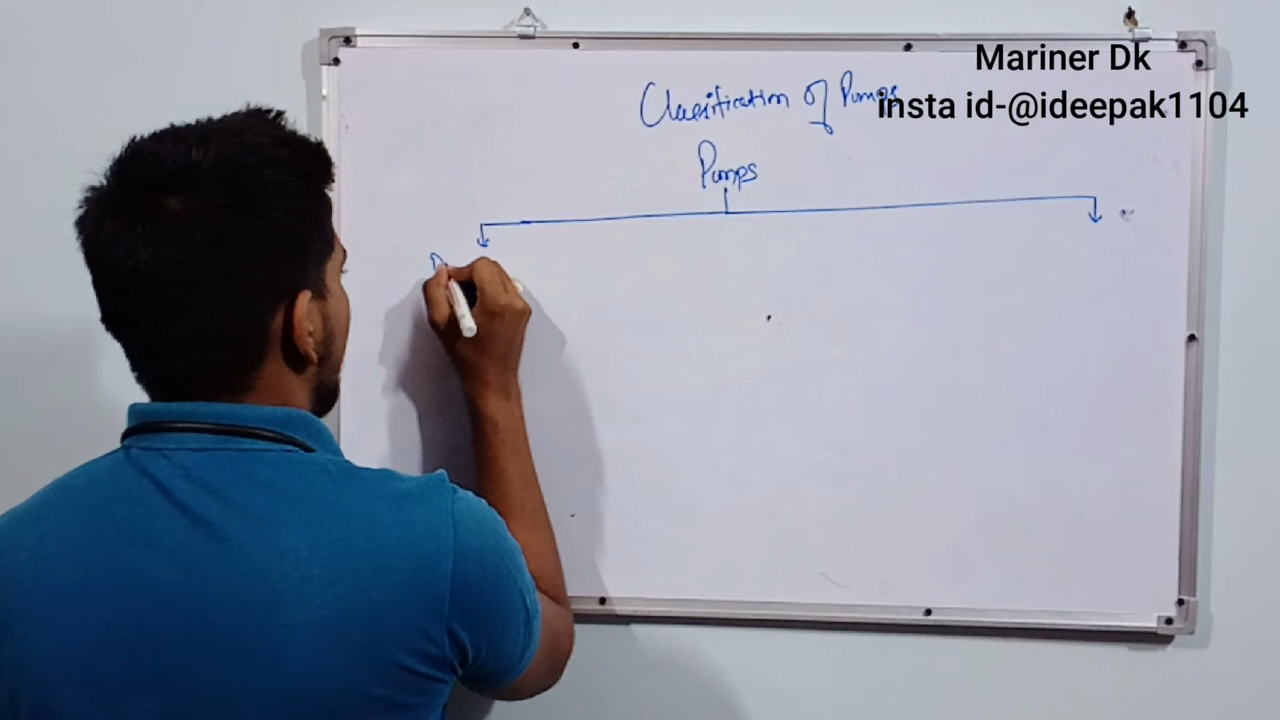 Mariner Dk
Classification of Pumps
insta id-@ideepak1104
Pumps